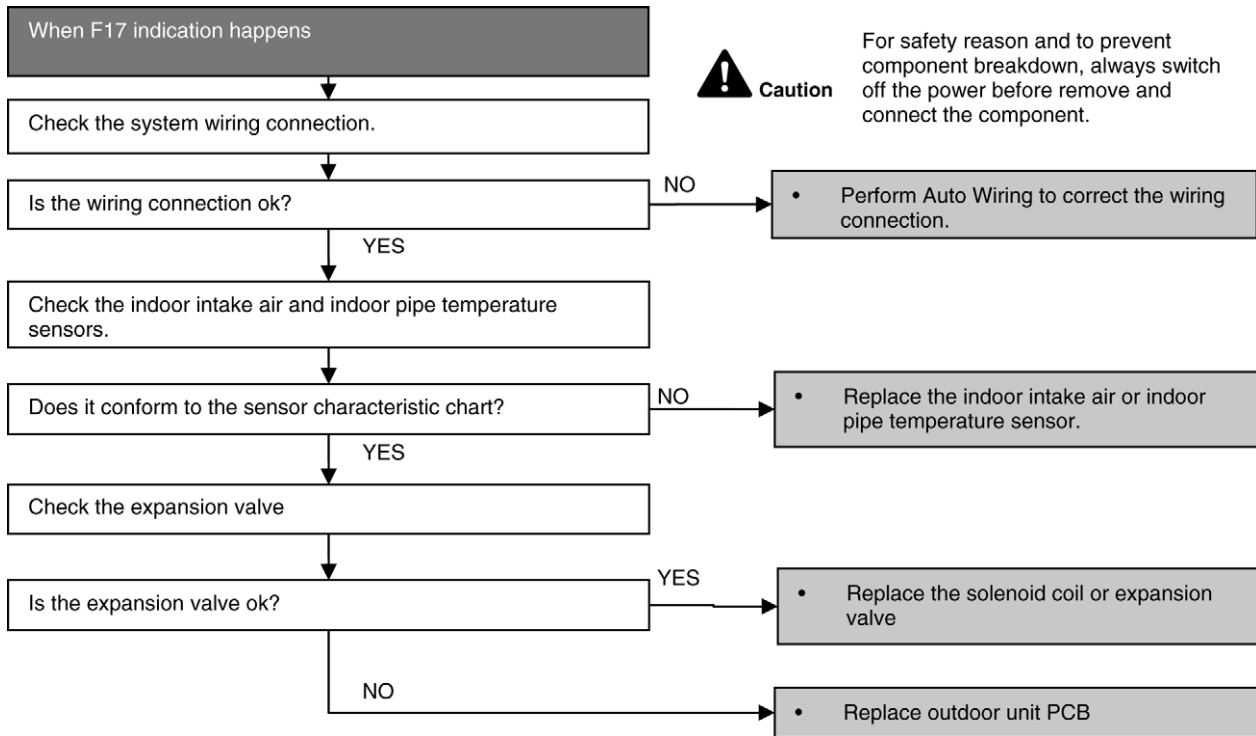 When F17 indication happens
Caution
For safety reason and to prevent
component breakdown, always switch
off the power before remove and
connect the component.
Check the system wiring connection.
Is the wiring connection ok?
NO
• Perform Auto Wiring to correct the wiring
connection.
YES
Check the indoor intake air and indoor pipe temperature
sensors.
Does it conform to the sensor characteristic chart?
NO
• Replace the indoor intake air or indoor
pipe temperature sensor.
YES
Check the expansion valve
Is the expansion valve ok?
YES
• Replace the solenoid coil or expansion
valve
NO
• Replace outdoor unit PCB